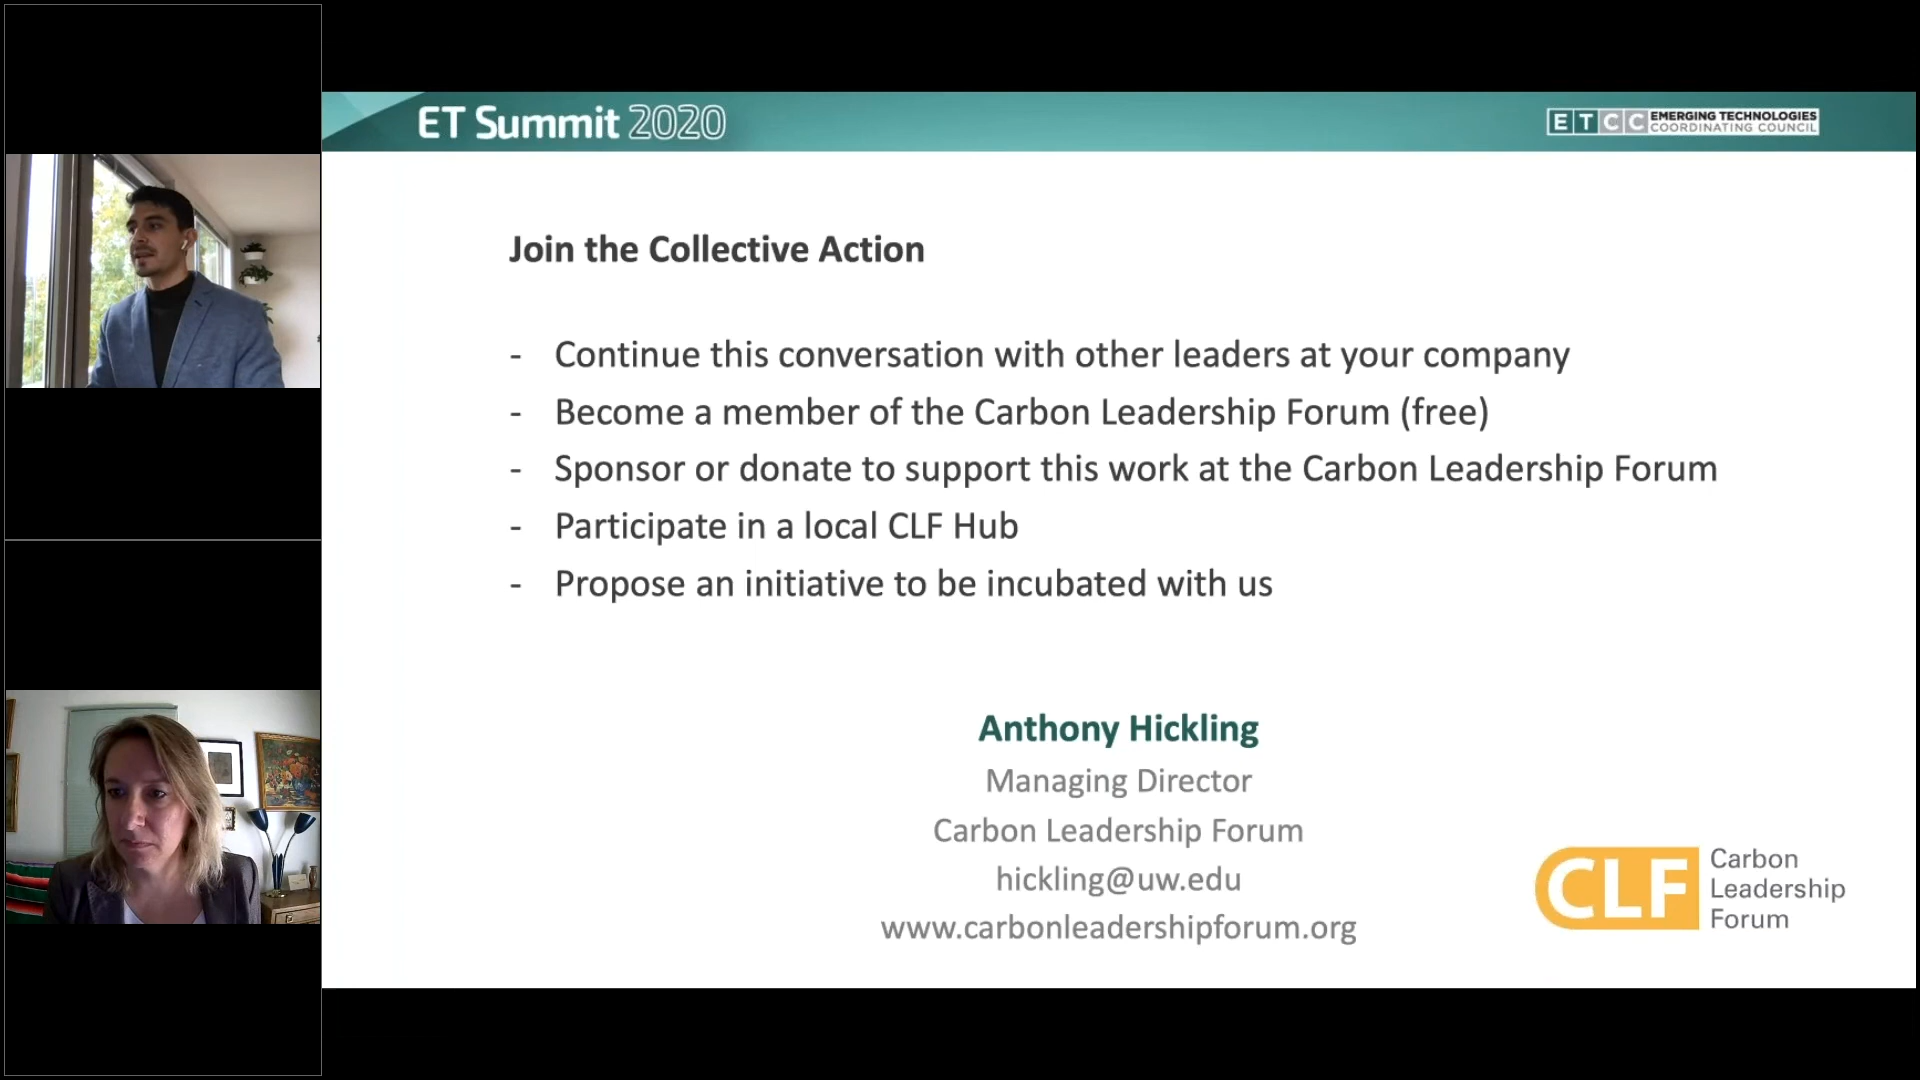 ET Summit 2020
ETCC EMERGING TECHNOLOGIES
COORDINATING COUNCIL
Join the Collective Action
- Continue this conversation with other leaders at your company
- Become a member of the Carbon Leadership Forum (free)
- Sponsor or donate to support this work at the Carbon Leadership Forum
- Participate in a local CLF Hub
- Propose an initiative to be incubated with us
Anthony Hickling
Managing Director
Carbon Leadership Forum
hickling@uw.edu
www.carbonleadershipforum.org
CLF
Carbon
Leadership
Forum